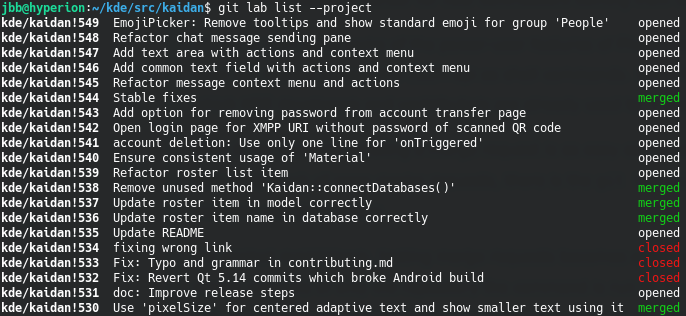 jbb@hyperion:~/kde/src/kaidan$ git lab list --project
kde/kaidan!549 EmojiPicker: Remove tooltips and show standard emoji for group 'People' opened
kde/kaidan!548 Refactor chat message sending pane opened
kde/kaidan!547 Add text area with actions and context menu opened
kde/kaidan!546 Add common text field with actions and context menu opened
kde/kaidan!545 Refactor message context menu and actions opened
kde/kaidan!544 Stable fixes merged
kde/kaidan!543 Add option for removing password from account transfer page opened
kde/kaidan!542 Open login page for XMPP URI without password of scanned QR code opened
kde/kaidan!541 account deletion: Use only one line for 'onTriggered' opened
kde/kaidan!540 Ensure consistent usage of 'Material' opened
kde/kaidan!539 Refactor roster list item opened
kde/kaidan!538 Remove unused method 'Kaidan::connectDatabases()' merged
kde/kaidan!537 Update roster item in model correctly merged
kde/kaidan!536 Update roster item name in database correctly merged
kde/kaidan!535 Update README opened
kde/kaidan!534 fixing wrong link closed
kde/kaidan!533 Fix: Typo and grammar in contributing.md closed
kde/kaidan!532 Fix: Revert Qt 5.14 commits which broke Android build closed
kde/kaidan!531 doc: Improve release steps opened
kde/kaidan!530 Use 'pixelSize' for centered adaptive text and show smaller text using it merged